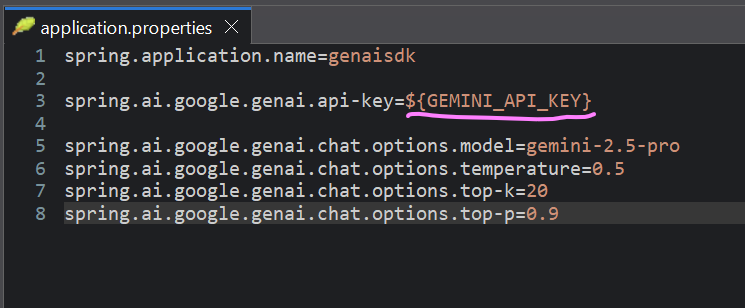 application.properties
1 spring.application.name=genaisdk
2
3 spring.ai.google.genai.api-key=${GEMINI_API_KEY}
4
5 spring.ai.google.genai.chat.options.model=gemini-2.5-pro
6 spring.ai.google.genai.chat.options.temperature=0.5
7 spring.ai.google.genai.chat.options.top-k=20
8 spring.ai.google.genai.chat.options.top-p=0.9